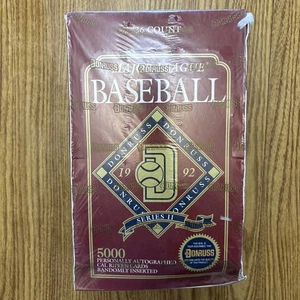 36 COUNT
LEAGUE
BASEBALL
DONRUSS
DONRUSS
19 92
DONRUSS
DONRUSS
SERIES II
5000
PERSONALLY AUTOGRAPHED
CAL RIPKEN CARDS
RANDOMLY INSERTED
DONRUSS